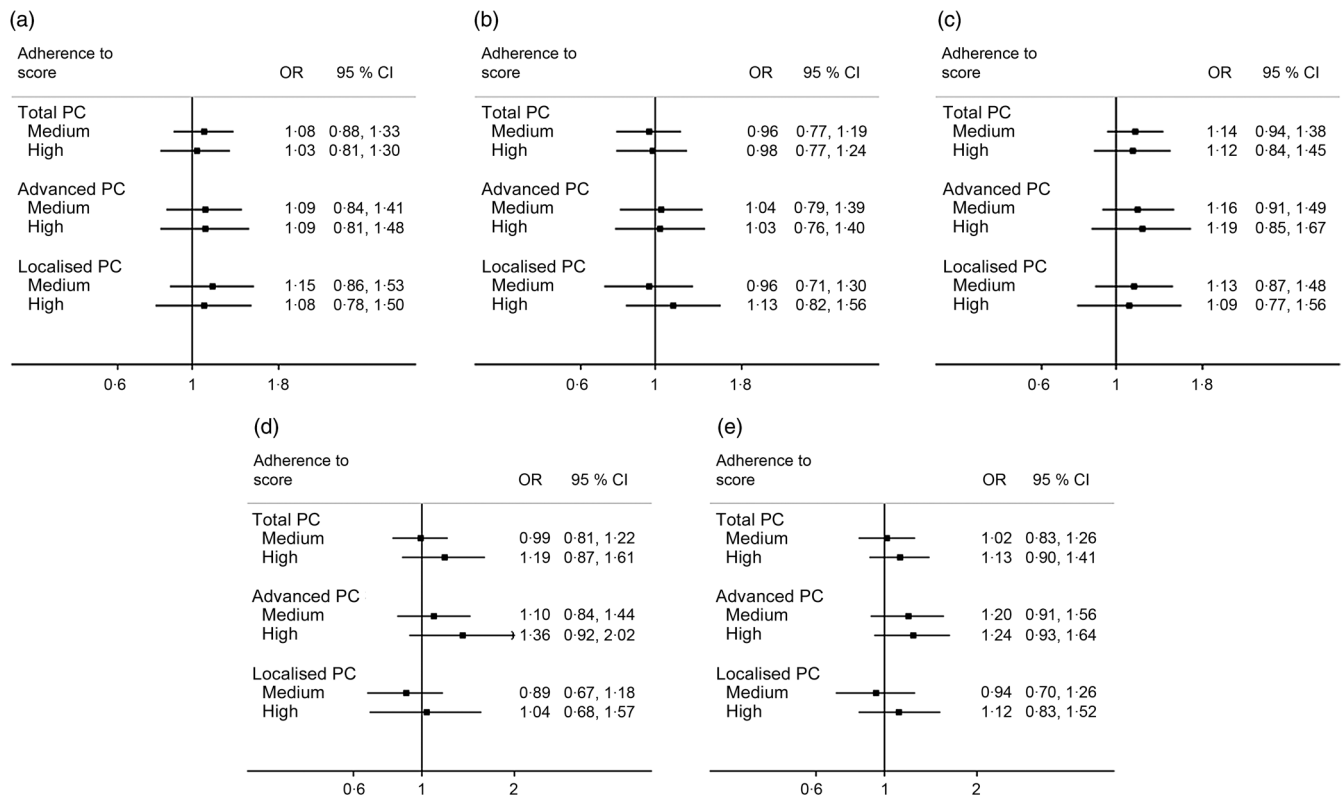 (a)
Adherence to
score OR 95 % CI
Total PC
Medium 1·08 0·88, 1·33
High 1·03 0·81, 1·30
Advanced PC
Medium 1·09 0·84, 1·41
High 1·09 0·81, 1·48
Localised PC
Medium 1·15 0·86, 1·53
High 1·08 0·78, 1·50
0·6 1 1·8
(b)
Adherence to
score OR 95 % CI
Total PC
Medium 0·96 0·77, 1·19
High 0·98 0·77, 1·24
Advanced PC
Medium 1·04 0·79, 1·39
High 1·03 0·76, 1·40
Localised PC
Medium 0·96 0·71, 1·30
High 1·13 0·82, 1·56
0·6 1 1·8
(c)
Adherence to
score OR 95 % CI
Total PC
Medium 1·14 0·94, 1·38
High 1·12 0·84, 1·45
Advanced PC
Medium 1·16 0·91, 1·49
High 1·19 0·85, 1·67
Localised PC
Medium 1·13 0·87, 1·48
High 1·09 0·77, 1·56
0·6 1 1·8
(d)
Adherence to
score OR 95 % CI
Total PC
Medium 0·99 0·81, 1·22
High 1·19 0·87, 1·61
Advanced PC
Medium 1·10 0·84, 1·44
High 1·36 0·92, 2·02
Localised PC
Medium 0·89 0·67, 1·18
High 1·04 0·68, 1·57
0·6 1 2
(e)
Adherence to
score OR 95 % CI
Total PC
Medium 1·02 0·83, 1·26
High 1·13 0·90, 1·41
Advanced PC
Medium 1·20 0·91, 1·56
High 1·24 0·93, 1·64
Localised PC
Medium 0·94 0·70, 1·26
High 1·12 0·83, 1·52
0·6 1 2